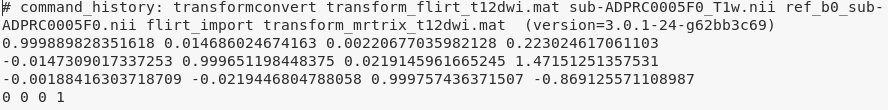 # command_history: transformconvert transform_flirt_t12dwi.mat sub-ADPRC0005F0_T1w.nii ref_b0_sub-
ADPRC0005F0.nii flirt_import transform_mrtrix_t12dwi.mat  (version=3.0.1-24-g62bb3c69)
0.999889828351618 0.014686024674163 0.00220677035982128 0.223024617061103
-0.0147309017337253 0.999651198448375 0.0219145961665245 1.47151251357531
-0.00188416303718709 -0.0219446804788058 0.999757436371507 -0.869125571108987
0 0 0 1